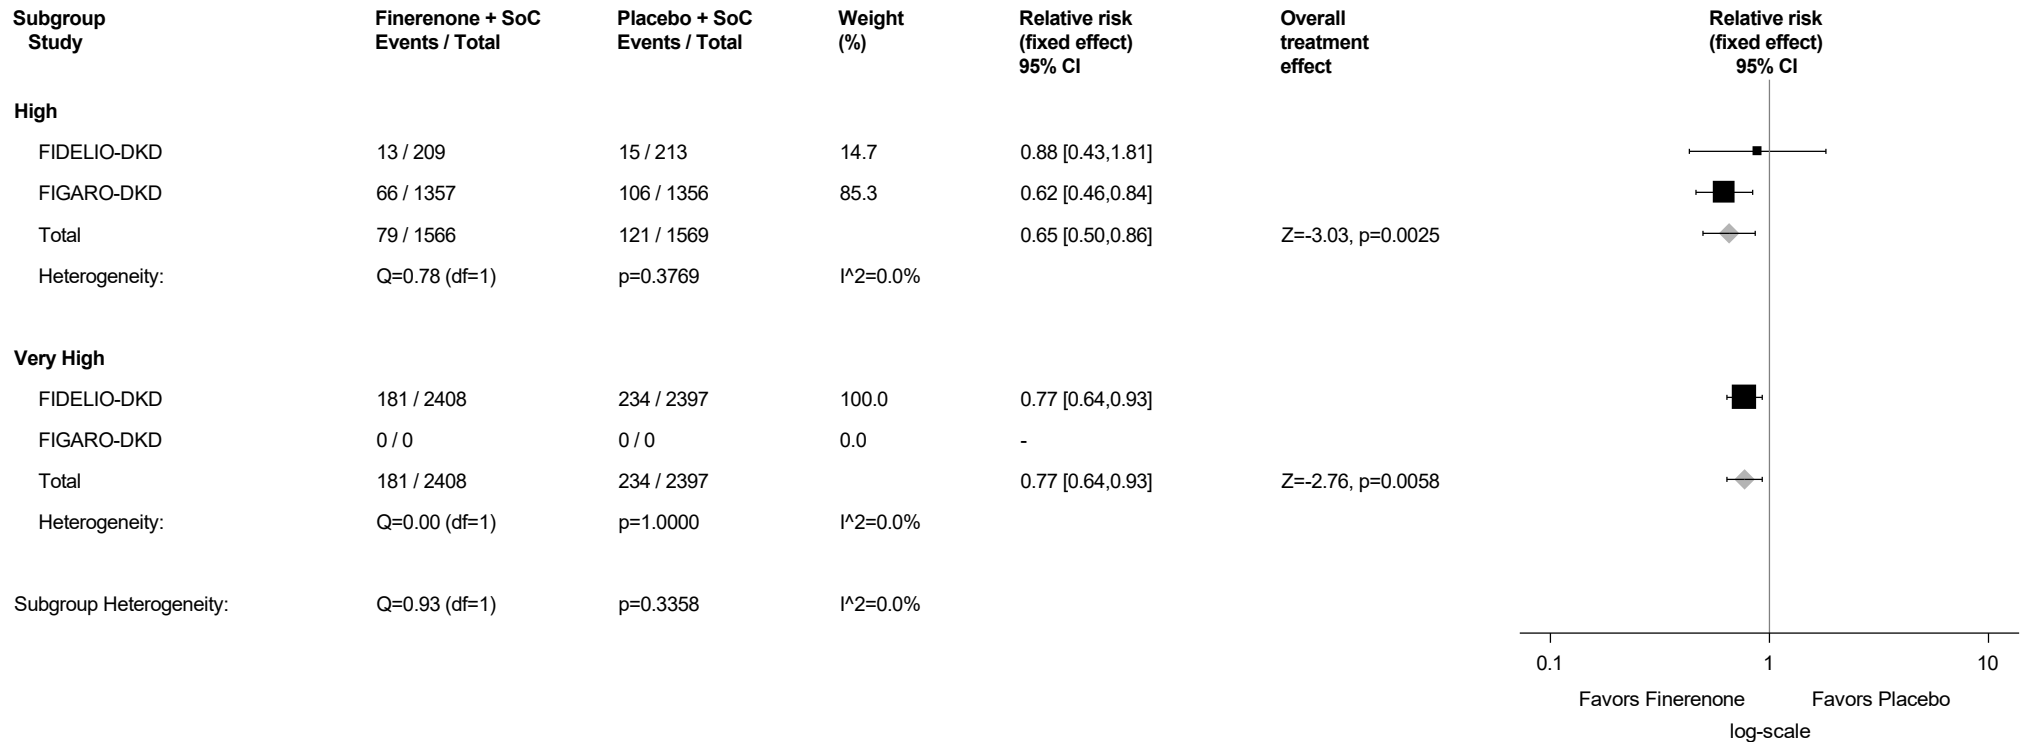 Subgroup Finerenone + SoC Placebo + SoC Weight Relative risk Overall Relative risk
Study Events / Total Events / Total (%) (fixed effect) treatment (fixed effect)
95% CI effect 95% CI
High
FIDELIO-DKD 13 / 209 15 / 213 14.7 0.88 [0.43,1.81]
FIGARO-DKD 66 / 1357 106 / 1356 85.3 0.62 [0.46,0.84]
Total 79 / 1566 121 / 1569 0.65 [0.50,0.86] Z=-3.03, p=0.0025
Heterogeneity: Q=0.78 (df=1) p=0.3769 I^2=0.0%
Very High
FIDELIO-DKD 181 / 2408 234 / 2397 100.0 0.77 [0.64,0.93]
FIGARO-DKD 0 / 0 0 / 0 0.0 -
Total 181 / 2408 234 / 2397 0.77 [0.64,0.93] Z=-2.76, p=0.0058
Heterogeneity: Q=0.00 (df=1) p=1.0000 I^2=0.0%
Subgroup Heterogeneity: Q=0.93 (df=1) p=0.3358 I^2=0.0%
0.1 1 10
Favors Finerenone Favors Placebo
log-scale